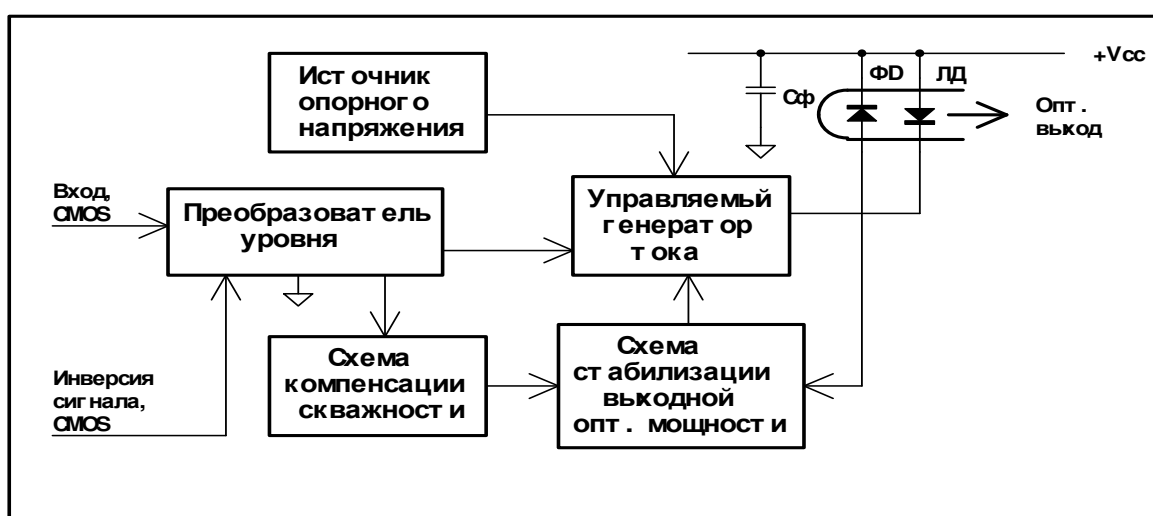 Источник
опорного
напряжения
+Vcc
ФD
ЛД
Сф
Опт.
выход
Вход,
CMOS
Преобразователь
уровня
Управляемый
генератор
тока
Инверсия
сигнала,
CMOS
Схема
компенсации
скважности
Схема
стабилизации
выходной
опт. мощности